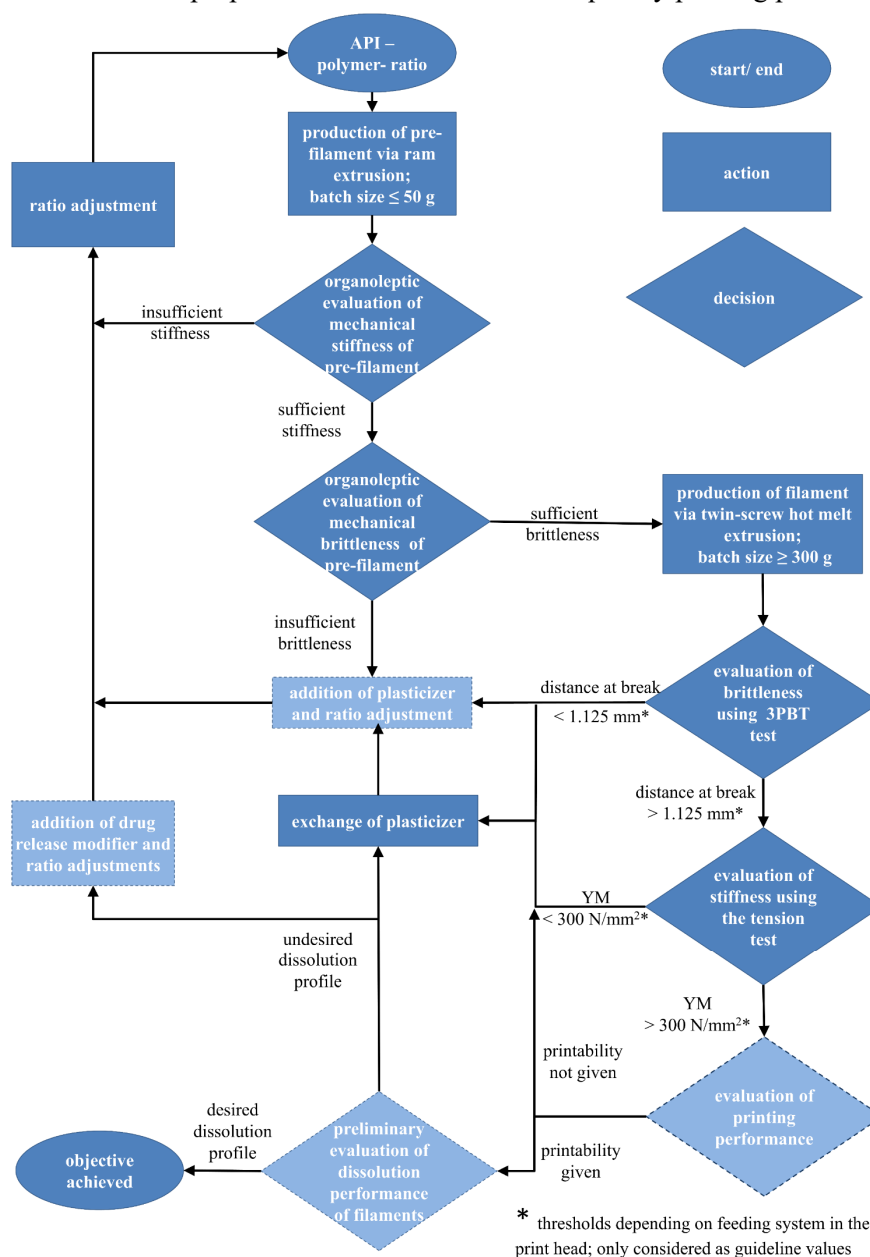 API –
polymer- ratio
start/ end
production of pre-
filament via ram
extrusion;
batch size ≤ 50 g
action
ratio adjustment
organoleptic
evaluation of
mechanical
stiffness of
pre-filament
decision
insufficient
stiffness
sufficient
stiffness
organoleptic
evaluation of
mechanical
brittleness of
pre-filament
sufficient
brittleness
production of filament
via twin-screw hot melt
extrusion;
batch size ≥ 300 g
insufficient
brittleness
addition of plasticizer
and ratio adjustment
distance at break
< 1.125 mm*
evaluation of
brittleness
using 3PBT
test
distance at break
> 1.125 mm*
addition of drug
release modifier and
ratio adjustments
exchange of plasticizer
YM
< 300 N/mm²*
evaluation of
stiffness using
the tension
test
undesired
dissolution
profile
YM
> 300 N/mm²*
printability
not given
evaluation of
printing
performance
printability
given
desired
dissolution
profile
preliminary
evaluation of
dissolution
performance
of filaments
objective
achieved
* thresholds depending on feeding system in the
print head; only considered as guideline values